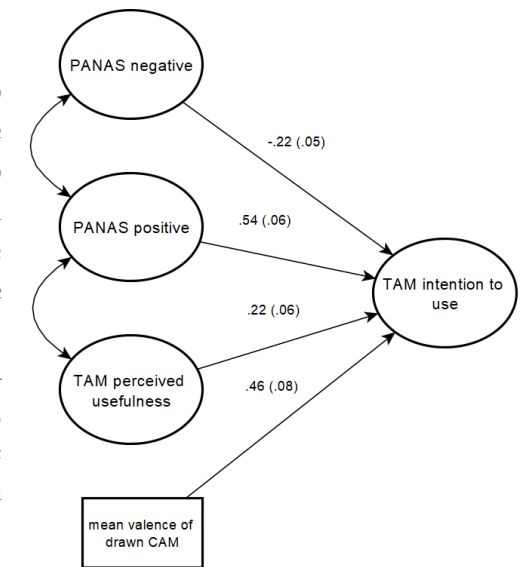 PANAS negative
-.22 (.05)
PANAS positive
.54 (.06)
TAM intention to
use
.22 (.06)
TAM perceived
usefulness
.46 (.08)
mean valence of
drawn CAM